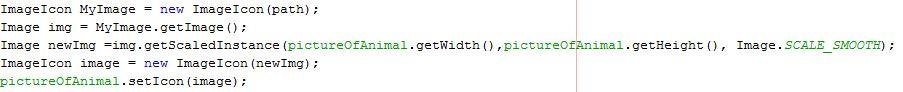 ImageIcon MyImage = new ImageIcon(path);
Image img = MyImage.getImage();
Image newImg =img.getScaledInstance(pictureOfAnimal.getWidth(),pictureOfAnimal.getHeight(), Image.SCALE_SMOOTH);
ImageIcon image = new ImageIcon(newImg);
pictureOfAnimal.setIcon(image);